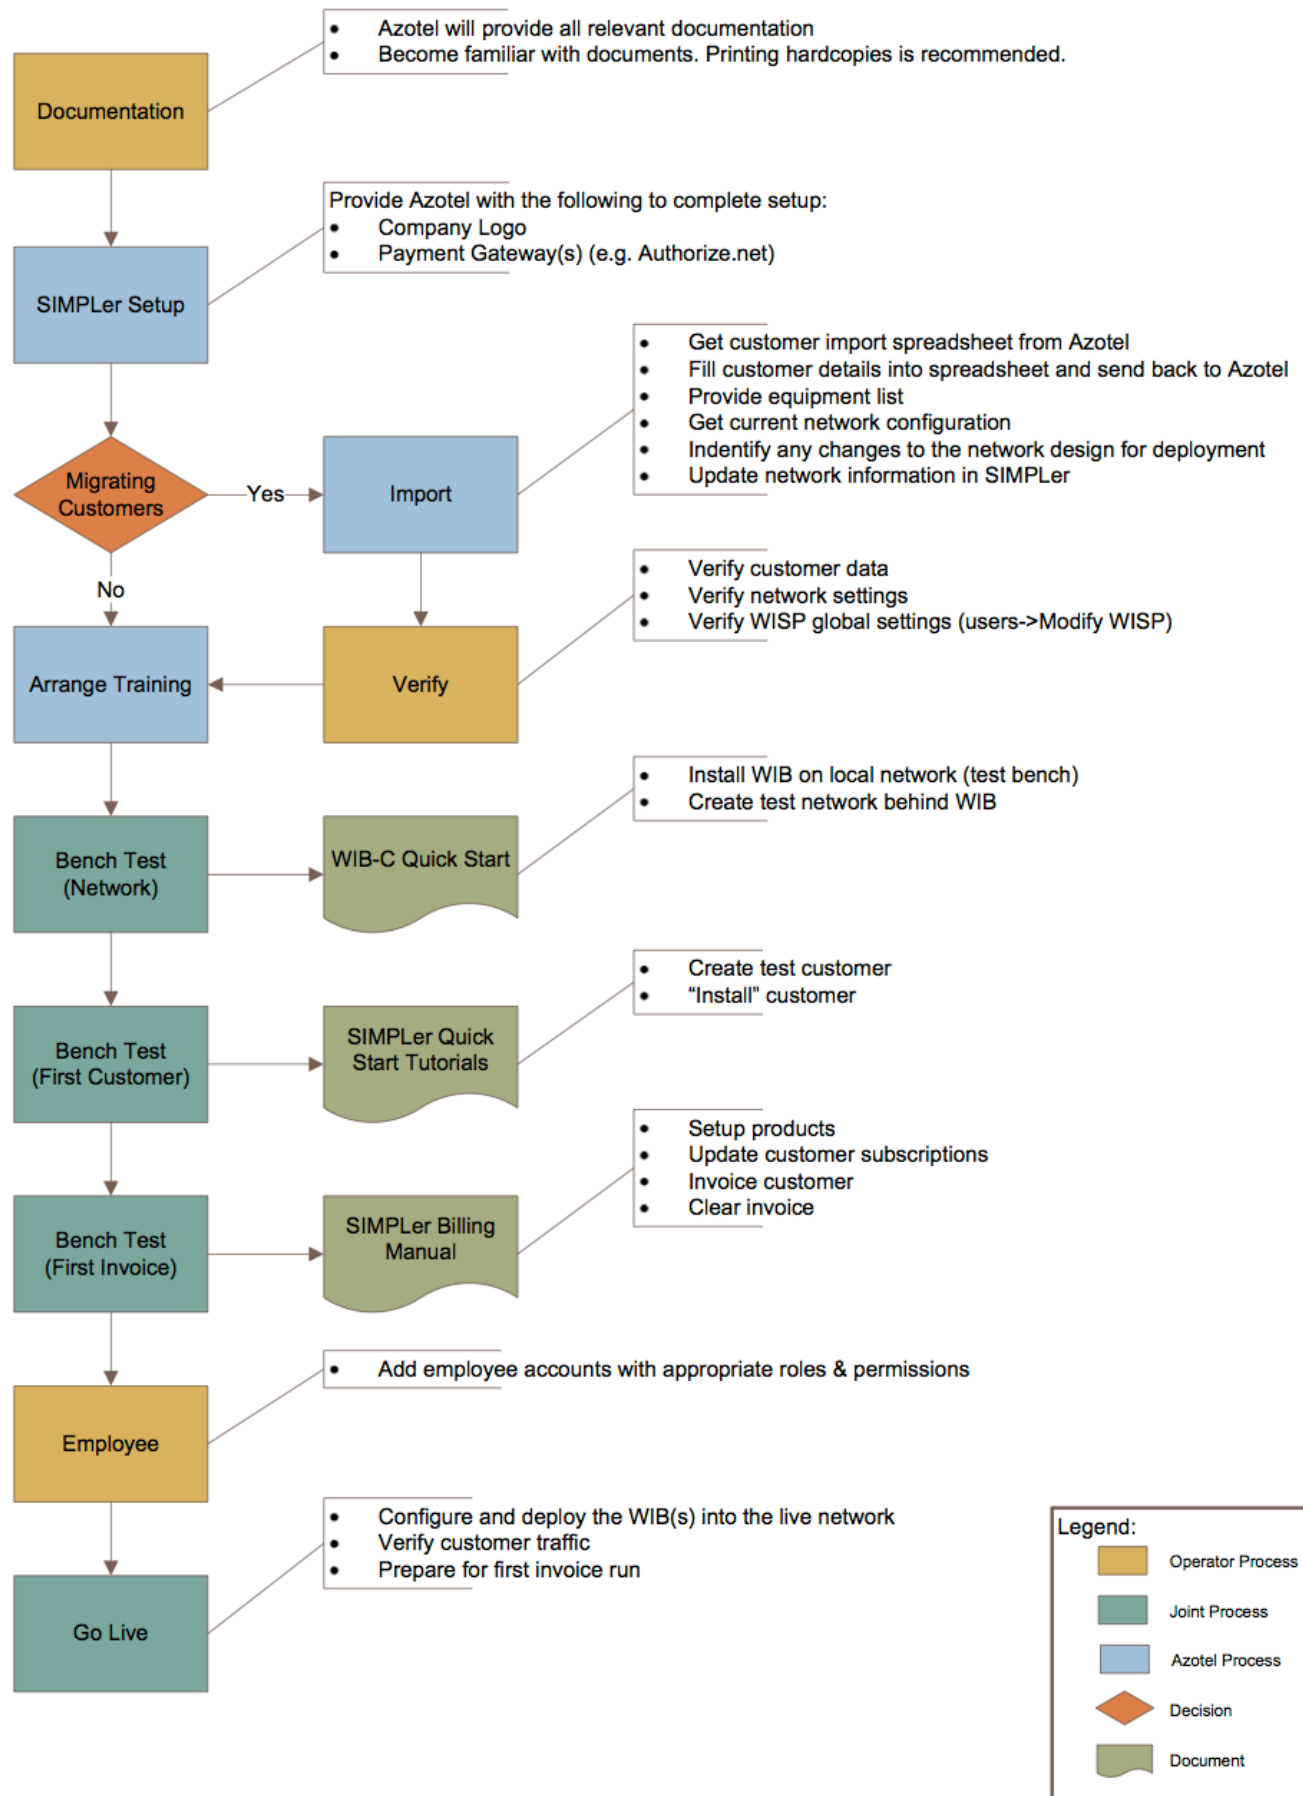 • Azotel will provide all relevant documentation
• Become familiar with documents. Printing hardcopies is recommended.
Documentation
Provide Azotel with the following to complete setup:
• Company Logo
• Payment Gateway(s) (e.g. Authorize.net)
SIMPLer Setup
• Get customer import spreadsheet from Azotel
• Fill customer details into spreadsheet and send back to Azotel
• Provide equipment list
• Get current network configuration
• Indentify any changes to the network design for deployment
• Update network information in SIMPLer
Migrating
Customers
Yes
Import
No
• Verify customer data
• Verify network settings
• Verify WISP global settings (users->Modify WISP)
Arrange Training
Verify
• Install WIB on local network (test bench)
• Create test network behind WIB
Bench Test
(Network)
WIB-C Quick Start
• Create test customer
• “Install” customer
Bench Test
(First Customer)
SIMPLer Quick
Start Tutorials
• Setup products
• Update customer subscriptions
• Invoice customer
• Clear invoice
Bench Test
(First Invoice)
SIMPLer Billing
Manual
• Add employee accounts with appropriate roles & permissions
Employee
• Configure and deploy the WIB(s) into the live network
• Verify customer traffic
• Prepare for first invoice run
Go Live
Legend:
Operator Process
Joint Process
Azotel Process
Decision
Document